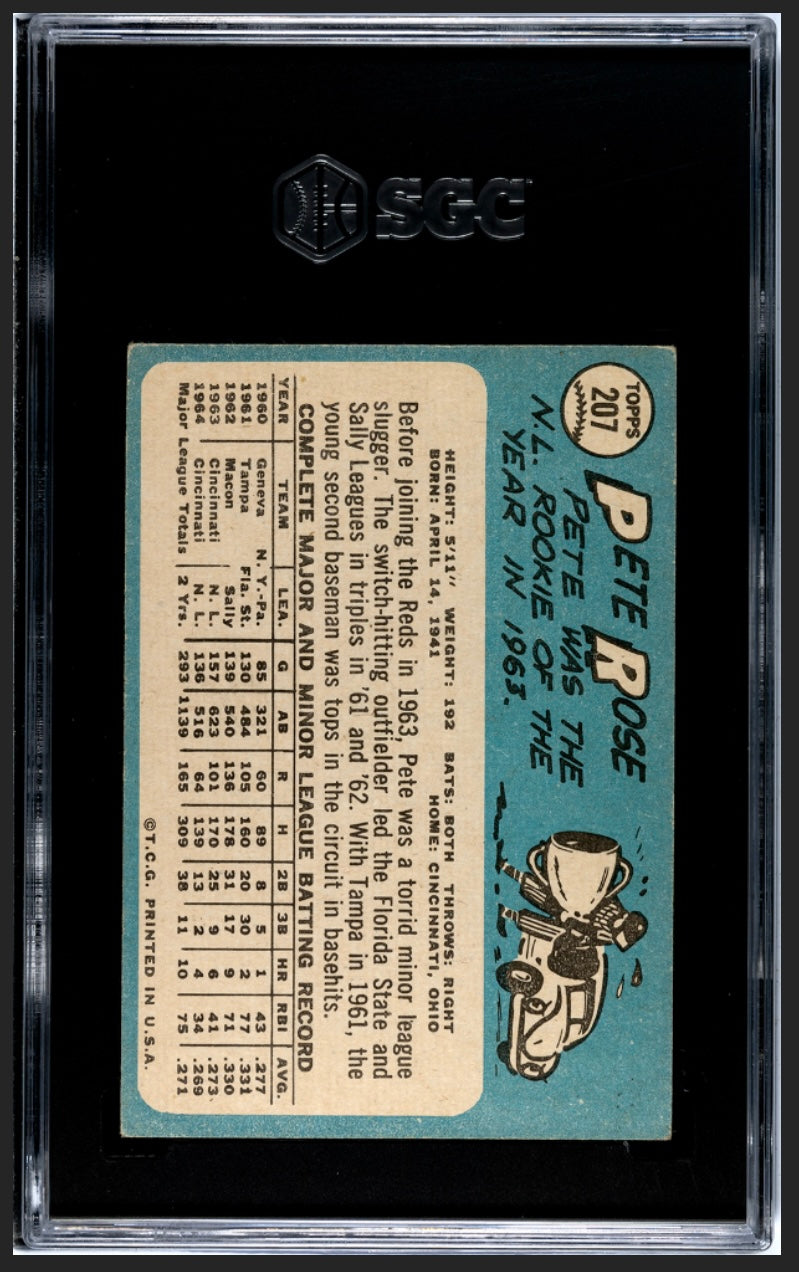 SGC
TOPPS
207
PETE ROSE
PETE WAS THE
N.L. ROOKIE OF THE
YEAR IN 1963.
HEIGHT: 5'11" WEIGHT: 192 BATS: BOTH THROWS: RIGHT
BORN: APRIL 14, 1941 HOME: CINCINNATI, OHIO
Before joining the Reds in 1963, Pete was a torrid minor league
slugger. The switch-hitting outfielder led the Florida State and
Sally Leagues in triples in '61 and '62. With Tampa in 1961, the
young second baseman was tops in the circuit in basehits.
COMPLETE MAJOR AND MINOR LEAGUE BATTING RECORD
YEAR TEAM LEA. G AB R H 2B 3B HR RBI AVG.
1960 Geneva N. Y.-Pa. 85 321 60 89 8 5 1 43 .277
1961 Tampa Fla. St. 130 484 105 160 20 30 2 77 .331
1962 Macon Sally 139 540 136 178 31 17 9 71 .330
1963 Cincinnati N. L. 157 623 101 170 25 9 6 41 .273
1964 Cincinnati N. L. 136 516 64 139 13 2 4 34 .269
Major League Totals 2 Yrs. 293 1139 165 309 38 11 10 75 .271
©T.C.G. PRINTED IN U.S.A.